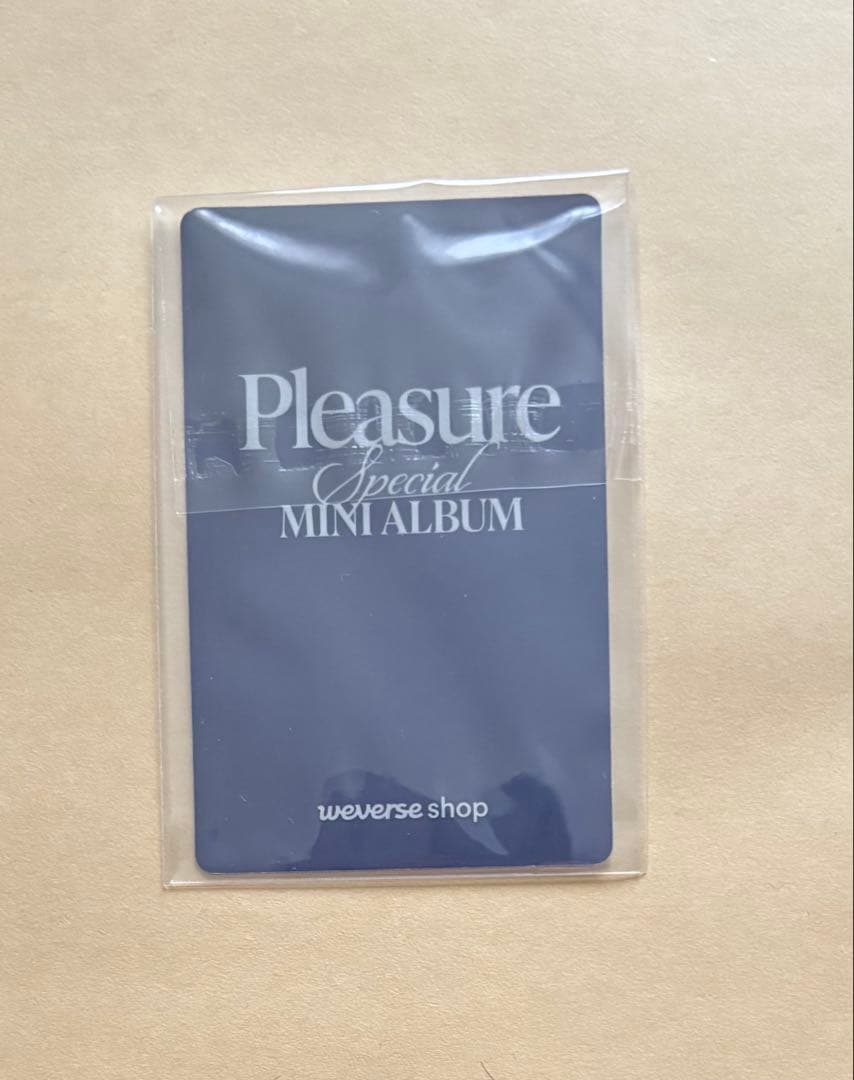 Pleasure
Special
MINI ALBUM
weverse shop